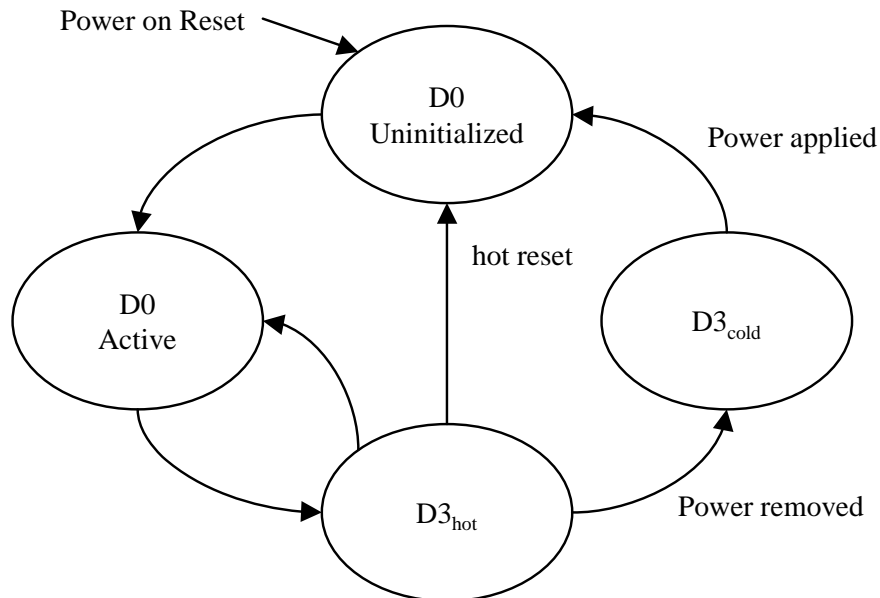 Power on Reset
D0
Uninitialized
Power applied
hot reset
D0
Active
D3cold
D3hot
Power removed